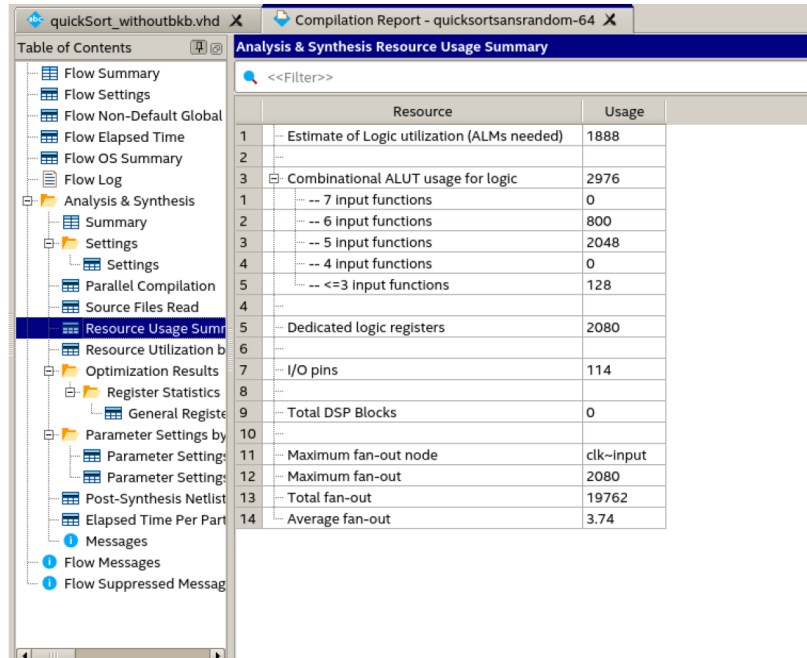 quickSort_withoutbkb.vhd
Compilation Report - quicksortsansrandom-64
Table of Contents
Flow Summary
Flow Settings
Flow Non-Default Global
Flow Elapsed Time
Flow OS Summary
Flow Log
Analysis & Synthesis
Summary
Settings
Settings
Parallel Compilation
Source Files Read
Resource Usage Summ
Resource Utilization b
Optimization Results
Register Statistics
General Registe
Parameter Settings by
Parameter Settings
Parameter Settings
Post-Synthesis Netlist
Elapsed Time Per Part
Messages
Flow Messages
Flow Suppressed Messag
Analysis & Synthesis Resource Usage Summary
<<Filter>>
Resource Usage
1 Estimate of Logic utilization (ALMs needed) 1888
2
3 Combinational ALUT usage for logic 2976
1 -- 7 input functions 0
2 -- 6 input functions 800
3 -- 5 input functions 2048
4 -- 4 input functions 0
5 -- <=3 input functions 128
4
5 Dedicated logic registers 2080
6
7 I/O pins 114
8
9 Total DSP Blocks 0
10
11 Maximum fan-out node clk~input
12 Maximum fan-out 2080
13 Total fan-out 19762
14 Average fan-out 3.74